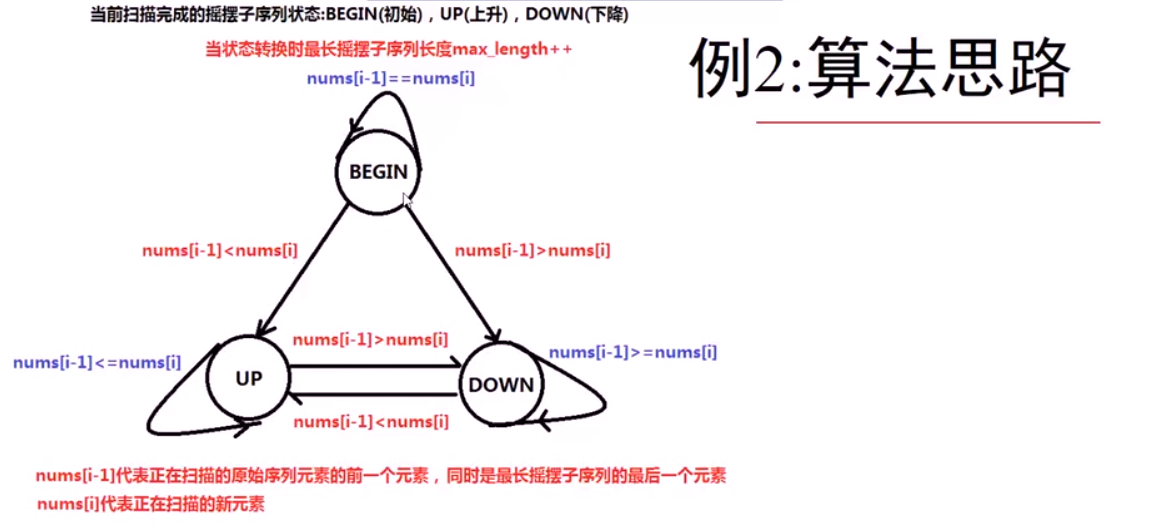 当前扫描完成的摇摆子序列状态:BEGIN(初始)，UP(上升)，DOWN(下降)
当状态转换时最长摇摆子序列长度max_length++
例2:算法思路
nums[i-1]==nums[i]
BEGIN
nums[i-1]<nums[i]
nums[i-1]>nums[i]
nums[i-1]>nums[i]
nums[i-1]<=nums[i]
nums[i-1]>=nums[i]
UP
DOWN
nums[i-1]<nums[i]
nums[i-1]代表正在扫描的原始序列元素的前一个元素，同时是最长摇摆子序列的最后一个元素
nums[i]代表正在扫描的新元素